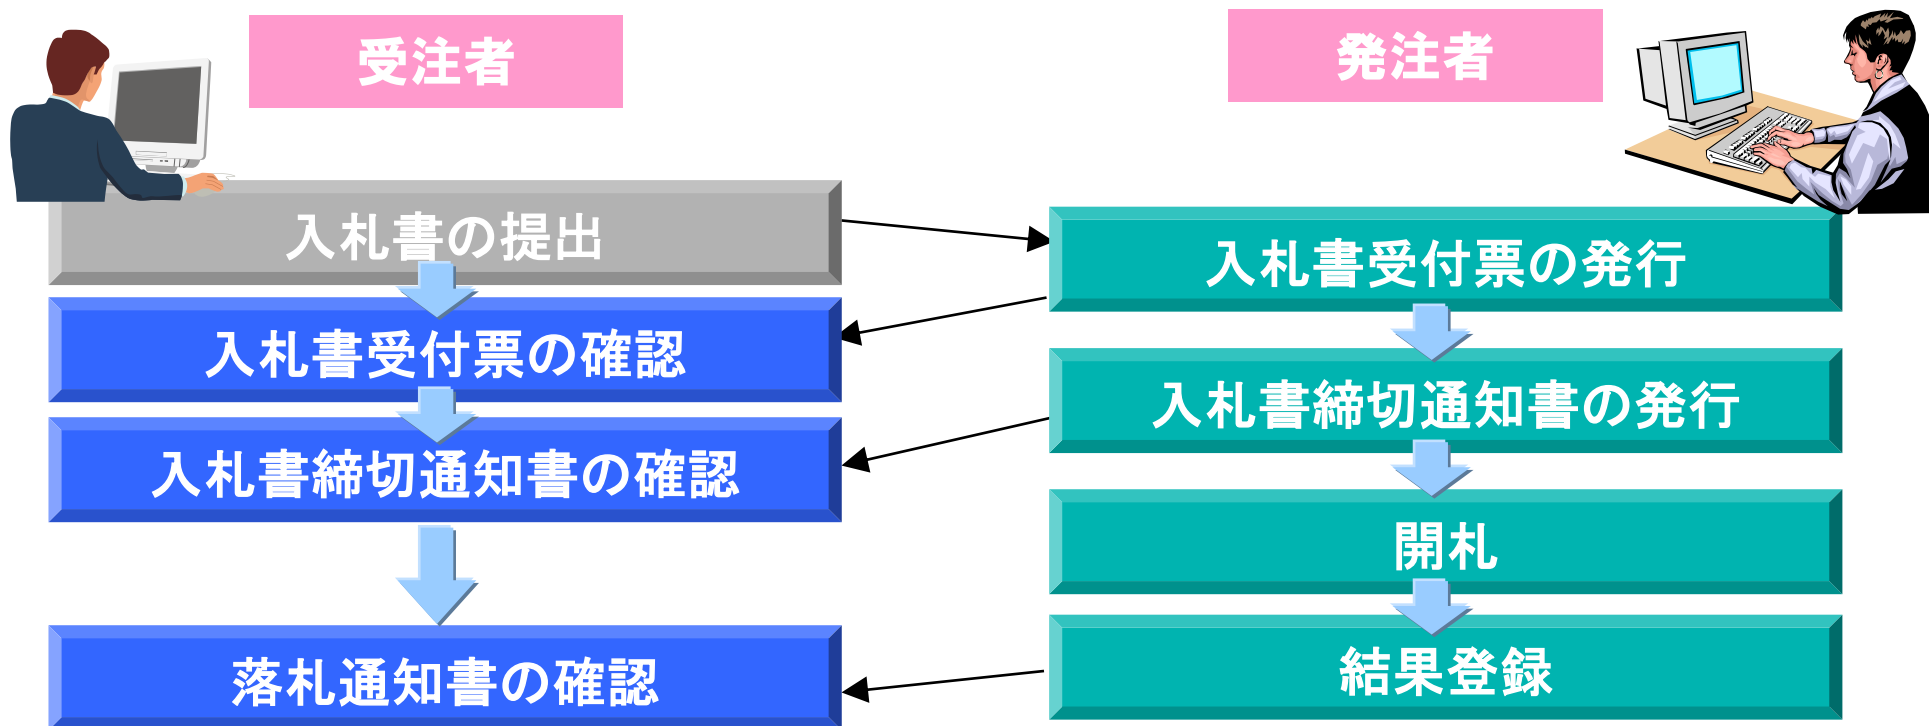 受注者
発注者
入札書の提出
入札書受付票の発行
入札書受付票の確認
入札書締切通知書の発行
入札書締切通知書の確認
開札
落札通知書の確認
結果登録